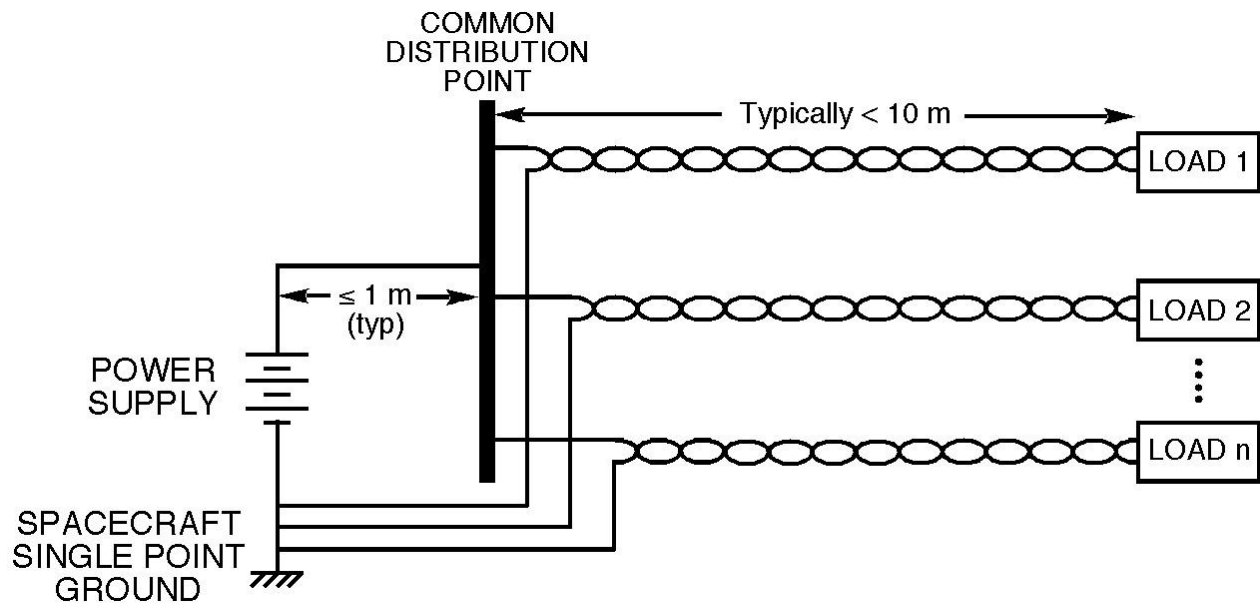 COMMON
DISTRIBUTION
POINT
Typically < 10 m
LOAD 1
≤ 1 m
(typ)
LOAD 2
POWER
SUPPLY
LOAD n
SPACECRAFT
SINGLE POINT
GROUND